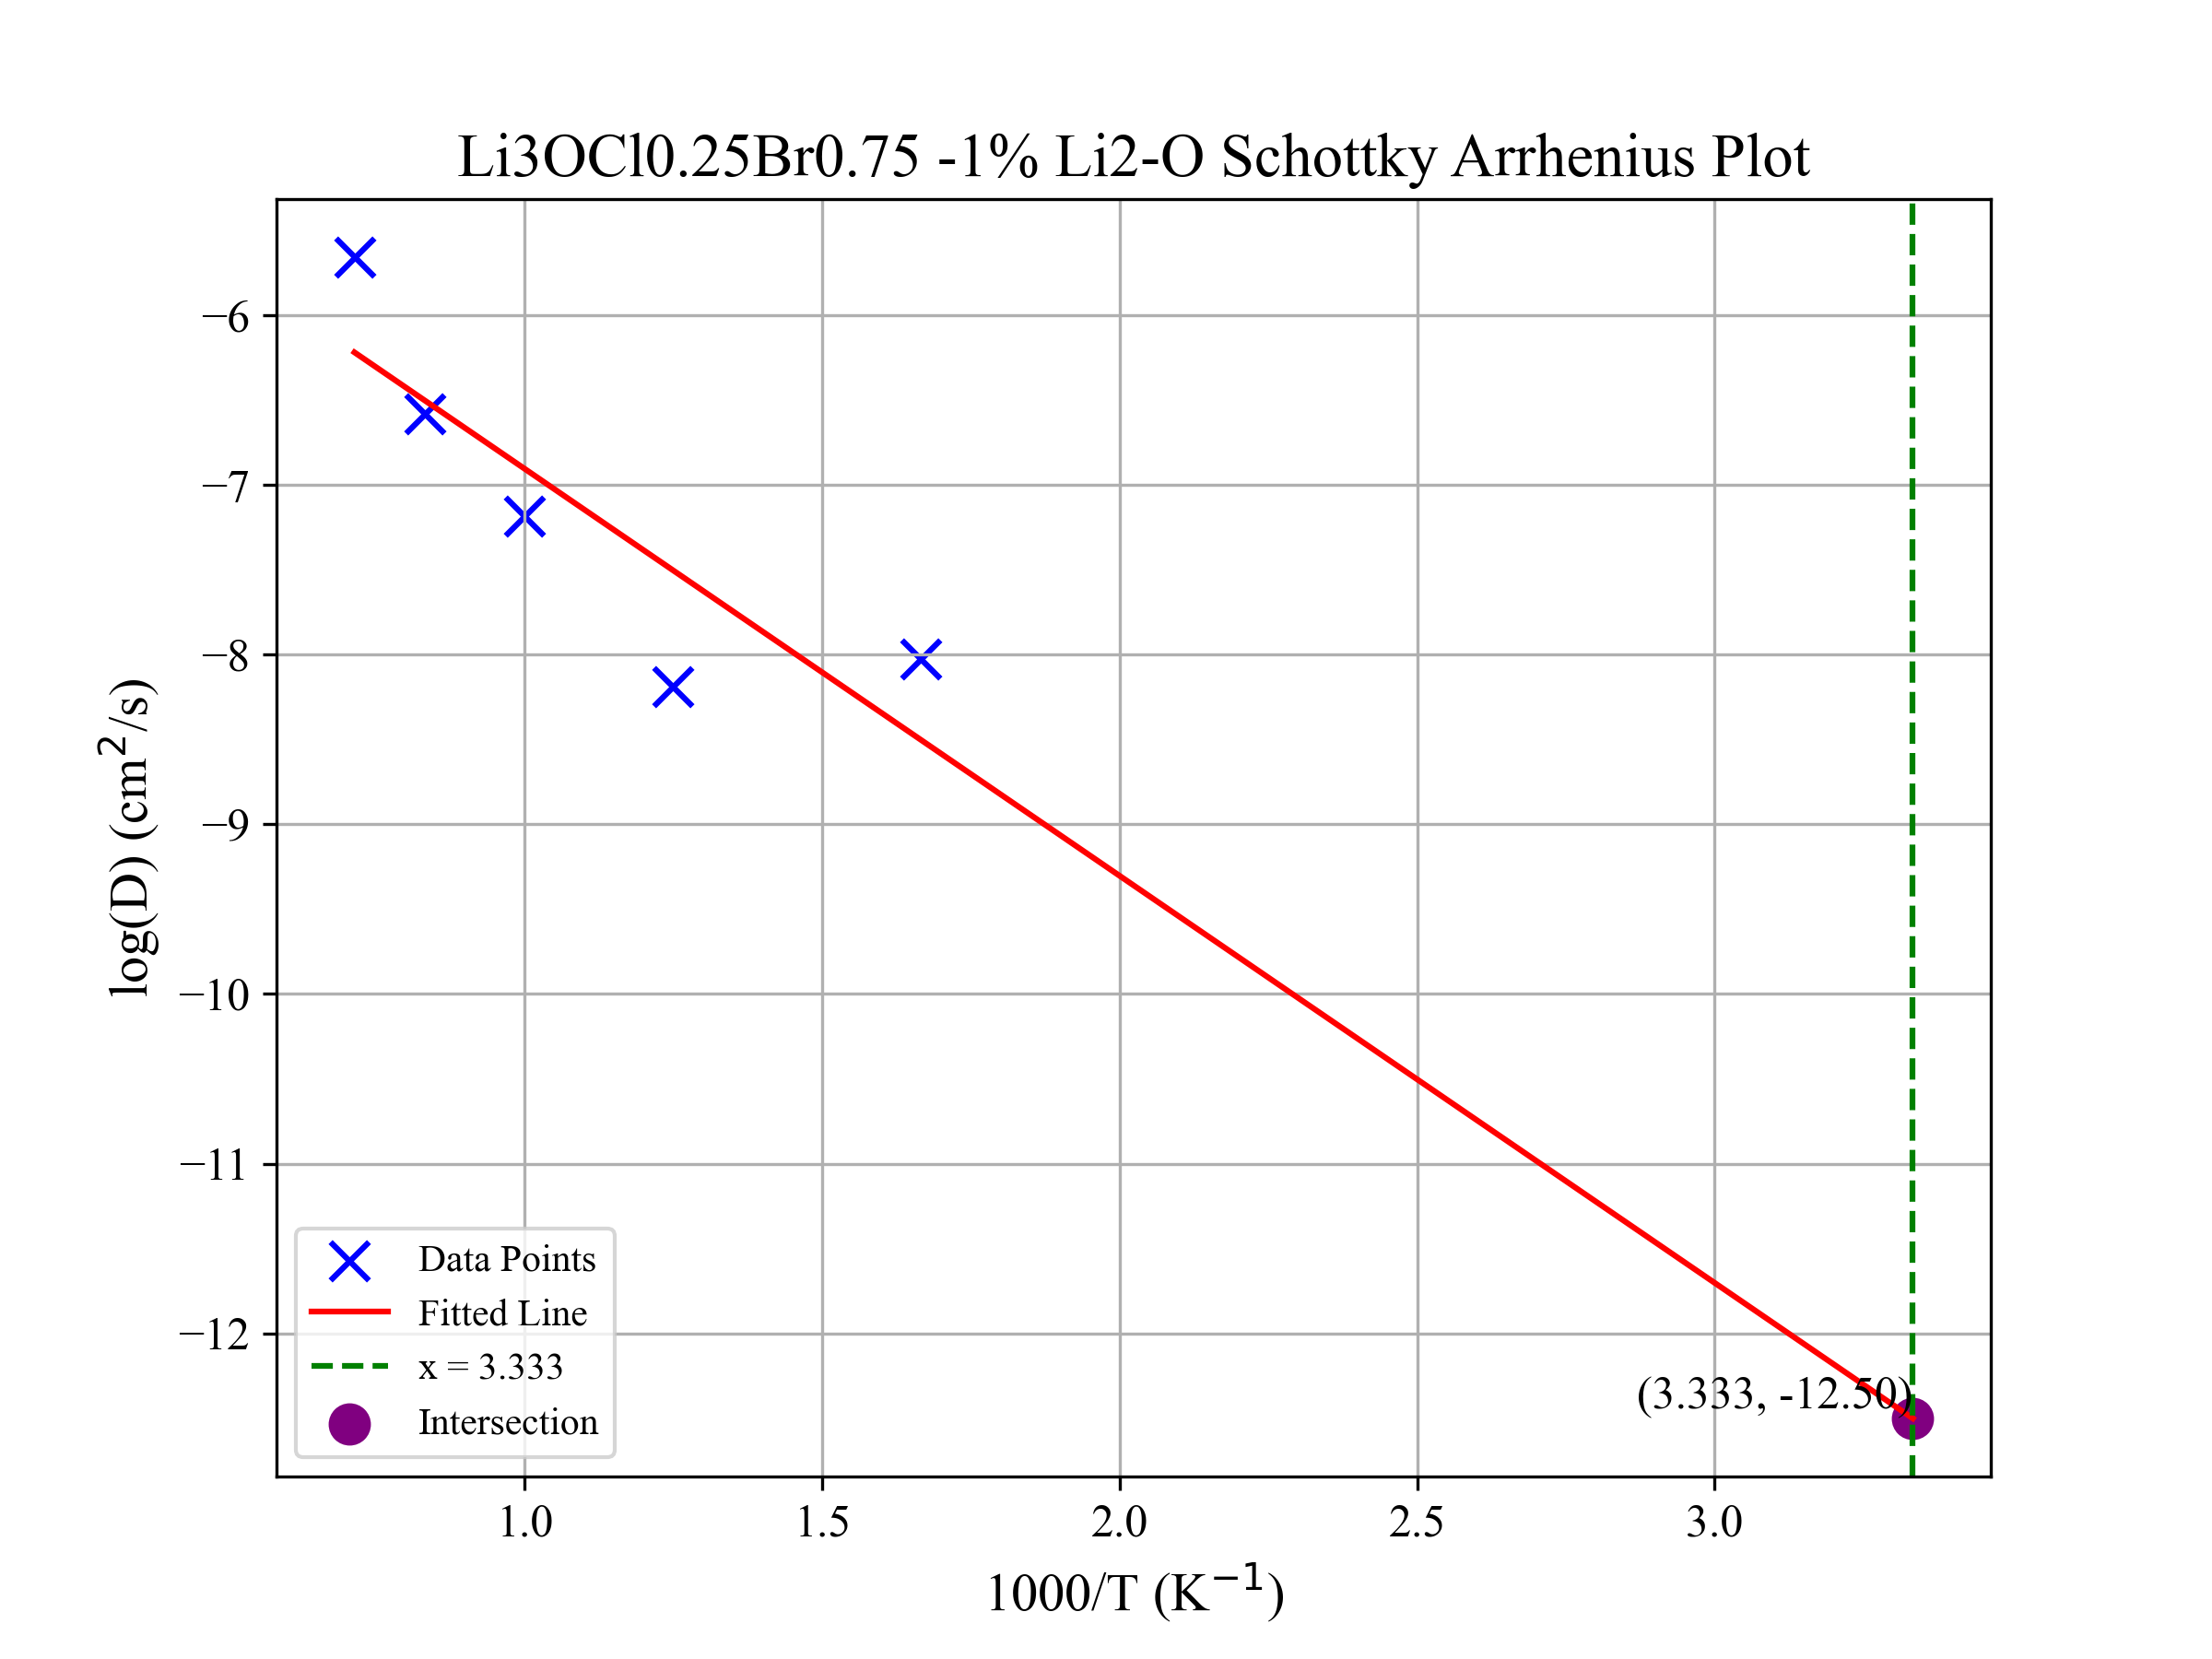 Li3OCl0.25Br0.75 -1% Li2-O Schottky Arrhenius Plot
log(D) (cm²/s)
−6
−7
−8
−9
−10
−11
−12
(3.333, -12.50)
Data Points
Fitted Line
x = 3.333
Intersection
1.0 1.5 2.0 2.5 3.0
1000/T (K⁻¹)